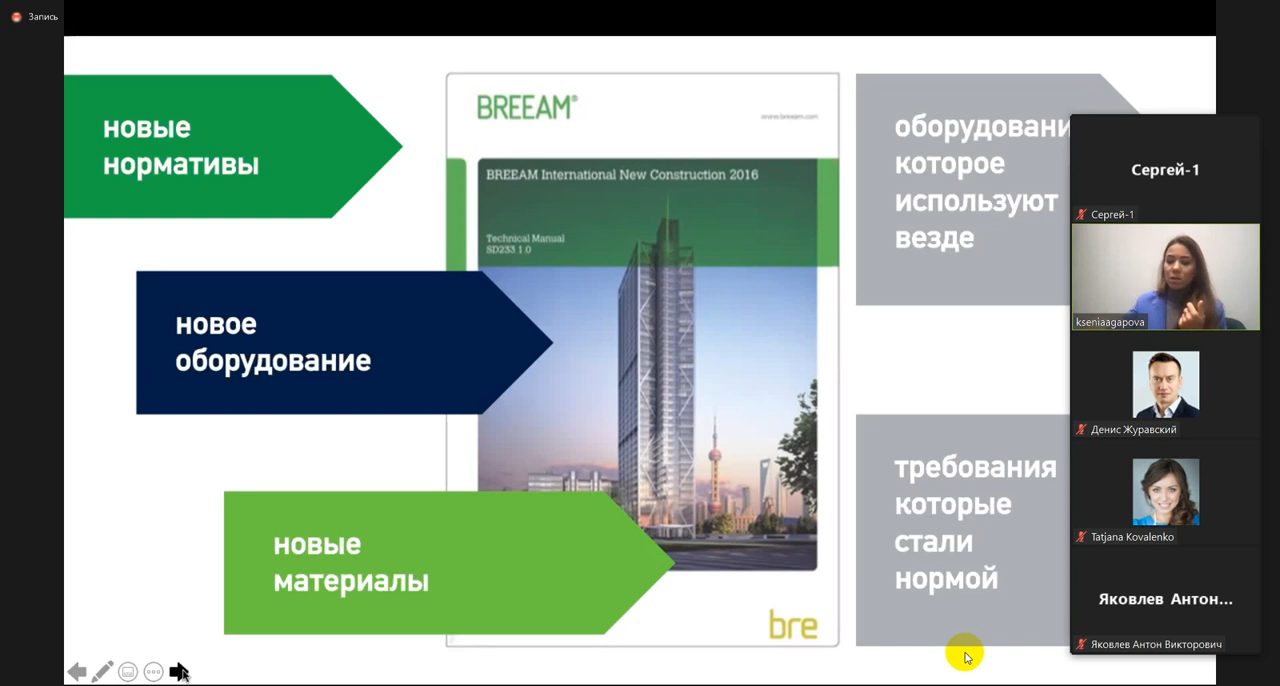 Запись
новые
нормативы
новое
оборудование
новые
материалы
BREEAM®
www.breeam.com
BREEAM International New Construction 2016
Technical Manual
SD233 1.0
bre
оборудовани
которое
используют
везде
требования
которые
стали
нормой
Сергей-1
Сергей-1
kseniaagapova
Денис Журавский
Tatjana Kovalenko
Яковлев Антон...
Яковлев Антон Викторович